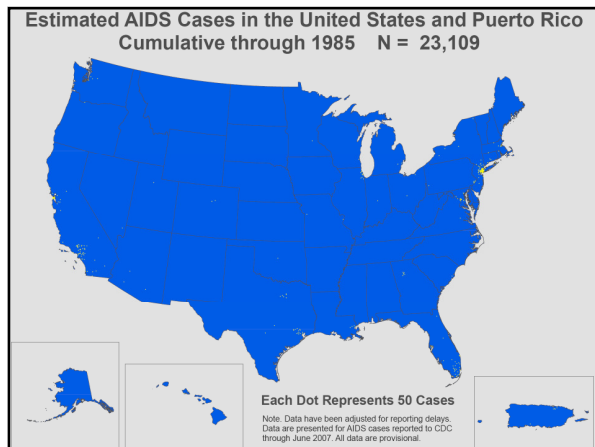 Estimated AIDS Cases in the United States and Puerto Rico
Cumulative through 1985 N = 23,109
Each Dot Represents 50 Cases
Note. Data have been adjusted for reporting delays.
Data are presented for AIDS cases reported to CDC
through June 2007. All data are provisional.